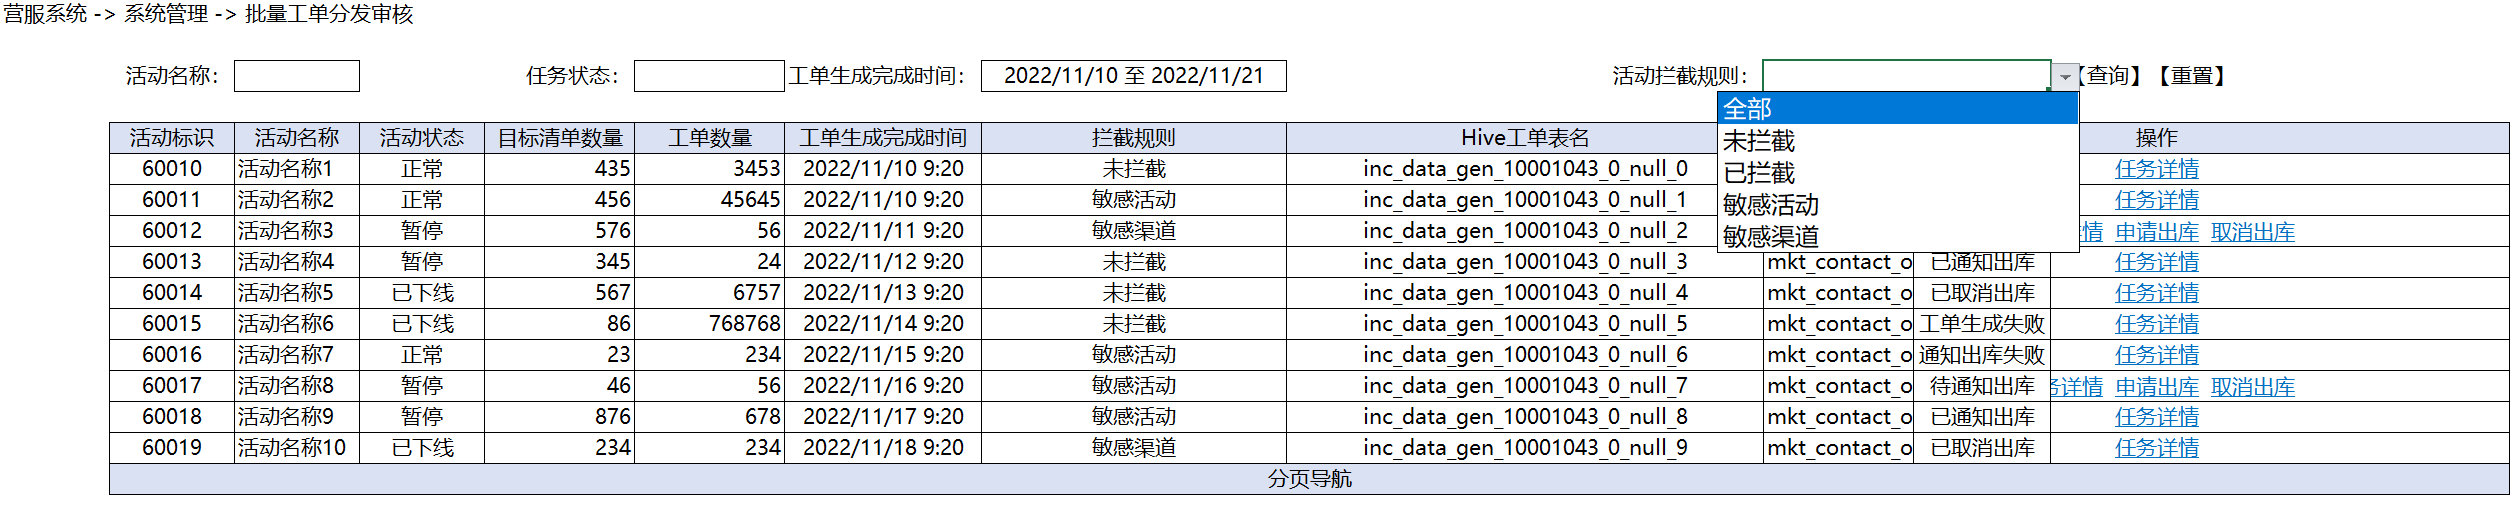 营服系统 -> 系统管理 -> 批量工单分发审核
活动名称： 任务状态： 工单生成完成时间： 2022/11/10 至 2022/11/21 活动拦截规则： 【查询】【重置】
全部
未拦截
已拦截
敏感活动
敏感渠道
活动标识 活动名称 活动状态 目标清单数量 工单数量 工单生成完成时间 拦截规则 Hive工单表名 操作
60010 活动名称1 正常 435 3453 2022/11/10 9:20 未拦截 inc_data_gen_10001043_0_null_0 任务详情
60011 活动名称2 正常 456 45645 2022/11/10 9:20 敏感活动 inc_data_gen_10001043_0_null_1 任务详情
60012 活动名称3 暂停 576 56 2022/11/11 9:20 敏感渠道 inc_data_gen_10001043_0_null_2 情 申请出库 取消出库
60013 活动名称4 暂停 345 24 2022/11/12 9:20 未拦截 inc_data_gen_10001043_0_null_3 mkt_contact_o 已通知出库 任务详情
60014 活动名称5 已下线 567 6757 2022/11/13 9:20 未拦截 inc_data_gen_10001043_0_null_4 mkt_contact_o 已取消出库 任务详情
60015 活动名称6 已下线 86 768768 2022/11/14 9:20 未拦截 inc_data_gen_10001043_0_null_5 mkt_contact_o 工单生成失败 任务详情
60016 活动名称7 正常 23 234 2022/11/15 9:20 敏感活动 inc_data_gen_10001043_0_null_6 mkt_contact_o 通知出库失败 任务详情
60017 活动名称8 暂停 46 56 2022/11/16 9:20 敏感活动 inc_data_gen_10001043_0_null_7 mkt_contact_o 待通知出库 务详情 申请出库 取消出库
60018 活动名称9 暂停 876 678 2022/11/17 9:20 敏感活动 inc_data_gen_10001043_0_null_8 mkt_contact_o 已通知出库 任务详情
60019 活动名称10 已下线 234 234 2022/11/18 9:20 敏感渠道 inc_data_gen_10001043_0_null_9 mkt_contact_o 已取消出库 任务详情
分页导航